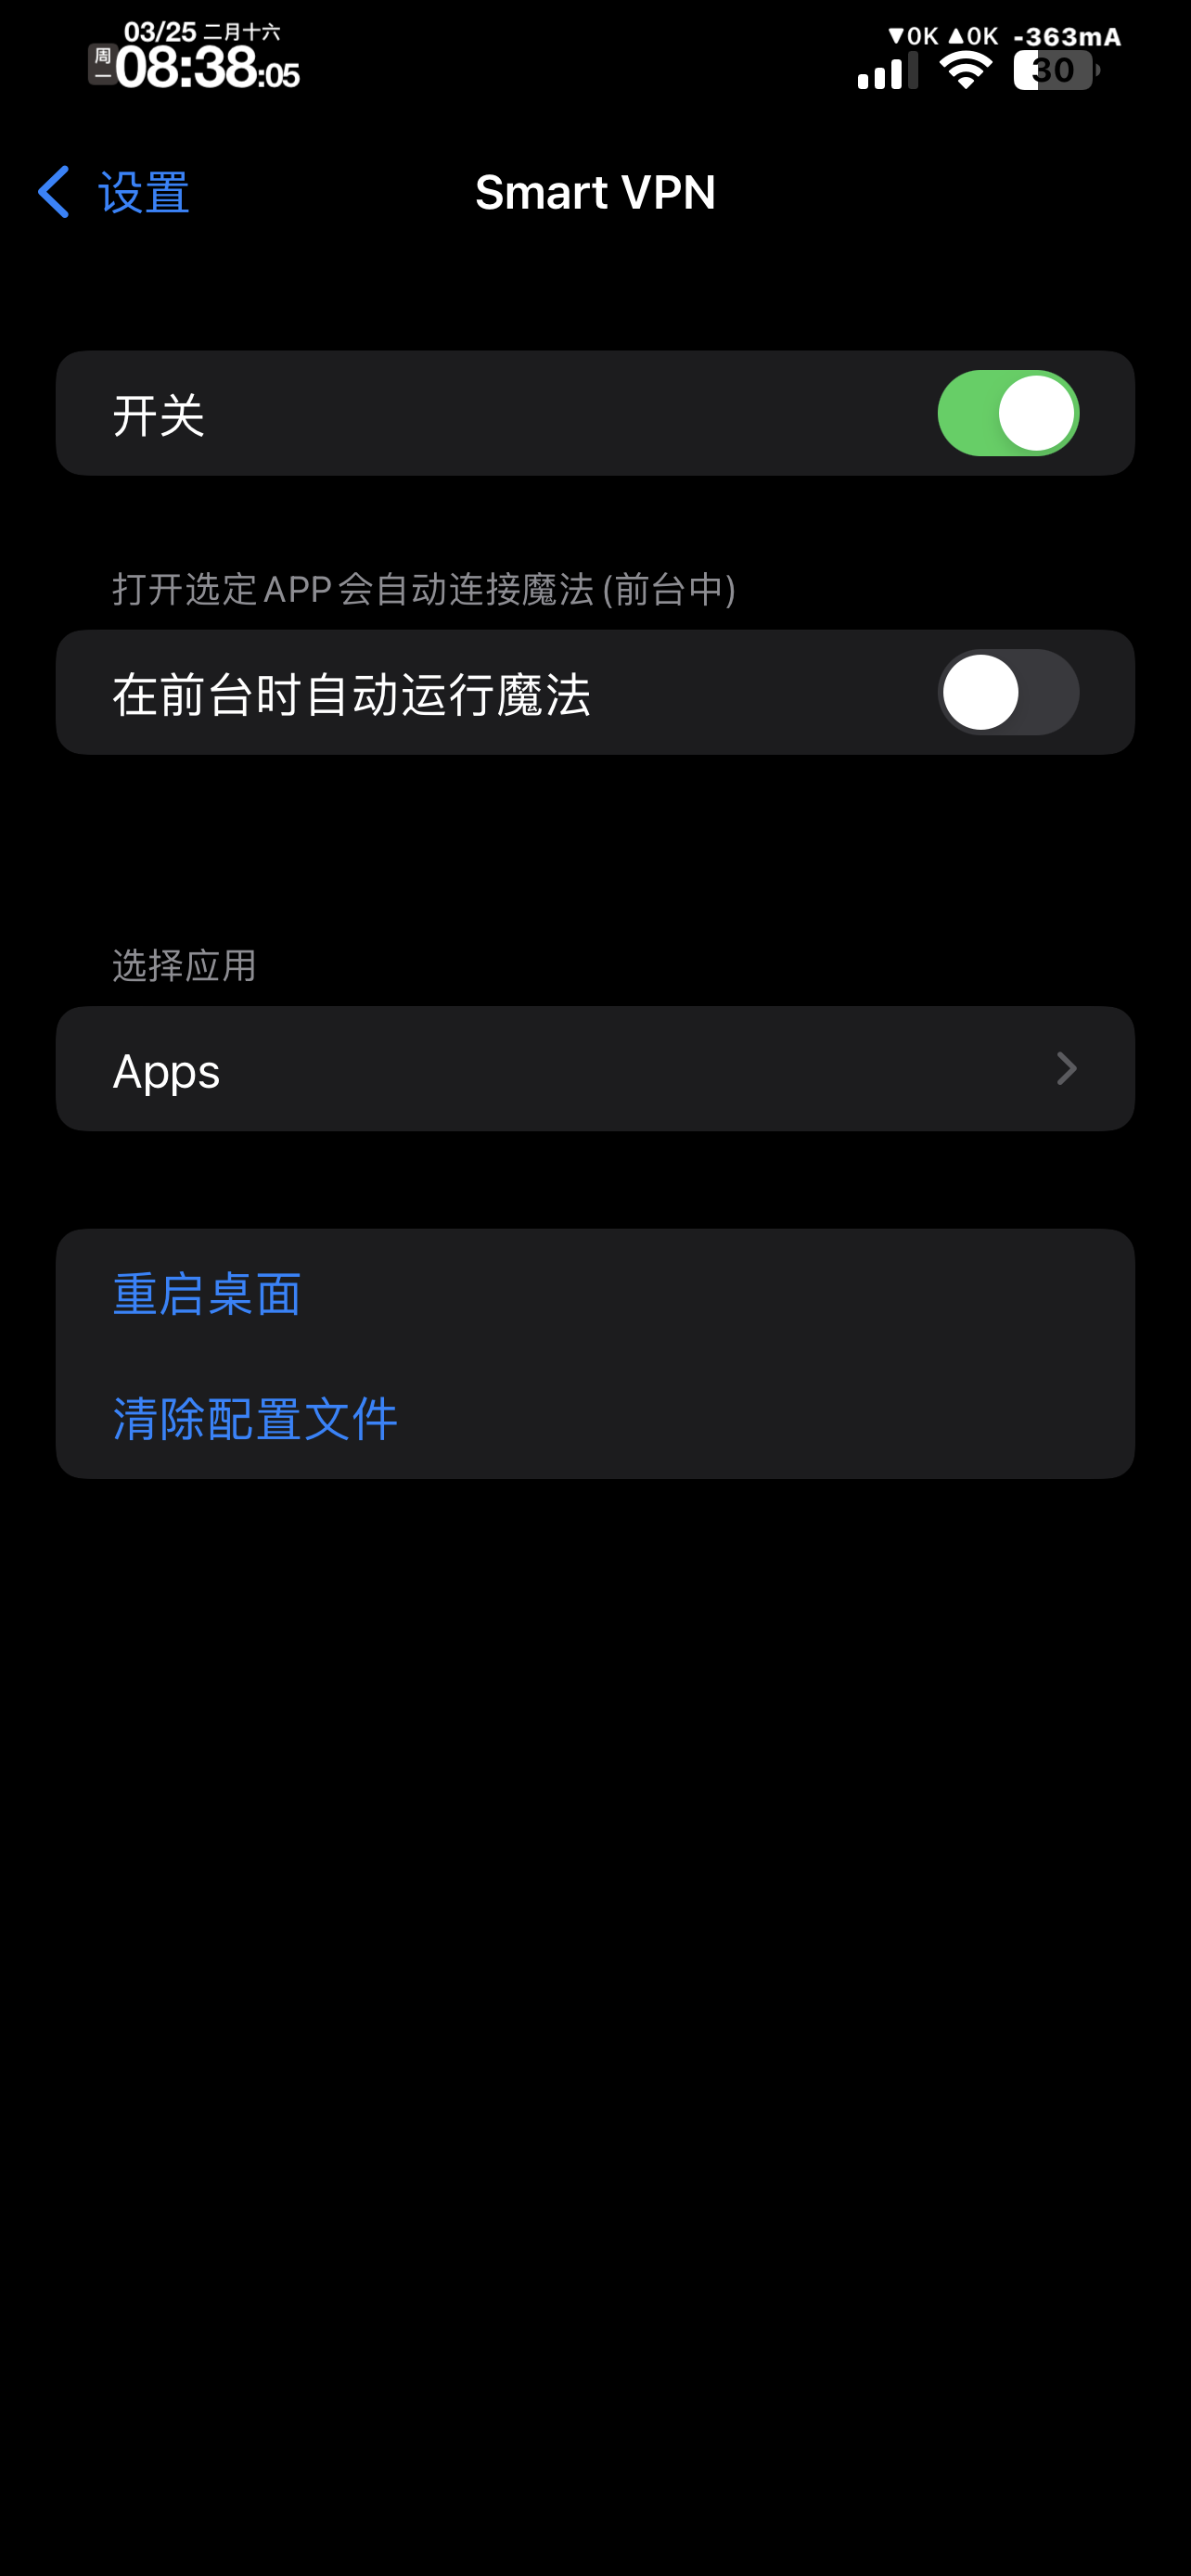 03/25 二月十六
周一 08:38:05
▼0K ▲0K -363mA
30
设置
Smart VPN
开关
打开选定 APP 会自动连接魔法 (前台中)
在前台时自动运行魔法
选择应用
Apps
重启桌面
清除配置文件